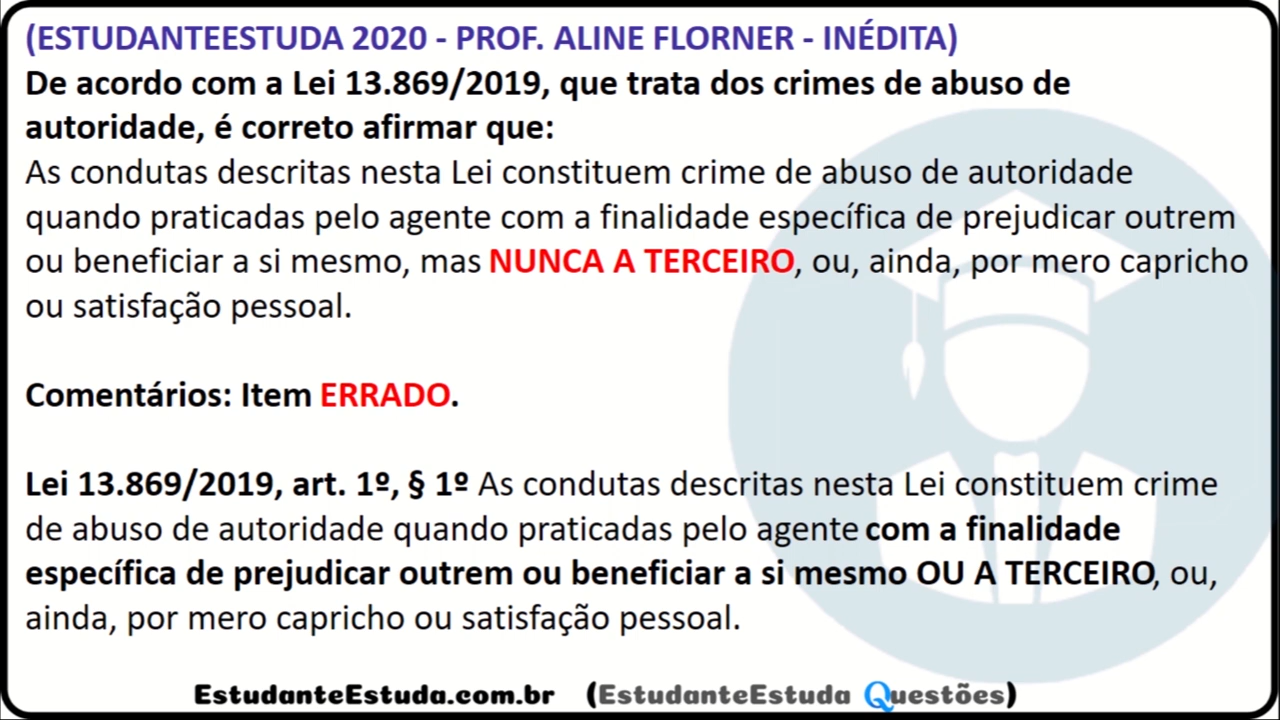 (ESTUDANTEESTUDA 2020 - PROF. ALINE FLORNER - INÉDITA)
De acordo com a Lei 13.869/2019, que trata dos crimes de abuso de
autoridade, é correto afirmar que:
As condutas descritas nesta Lei constituem crime de abuso de autoridade
quando praticadas pelo agente com a finalidade específica de prejudicar outrem
ou beneficiar a si mesmo, mas NUNCA A TERCEIRO, ou, ainda, por mero capricho
ou satisfação pessoal.
Comentários: Item ERRADO.
Lei 13.869/2019, art. 1º, § 1º As condutas descritas nesta Lei constituem crime
de abuso de autoridade quando praticadas pelo agente com a finalidade
específica de prejudicar outrem ou beneficiar a si mesmo OU A TERCEIRO, ou,
ainda, por mero capricho ou satisfação pessoal.
EstudanteEstuda.com.br (EstudanteEstuda Questões)